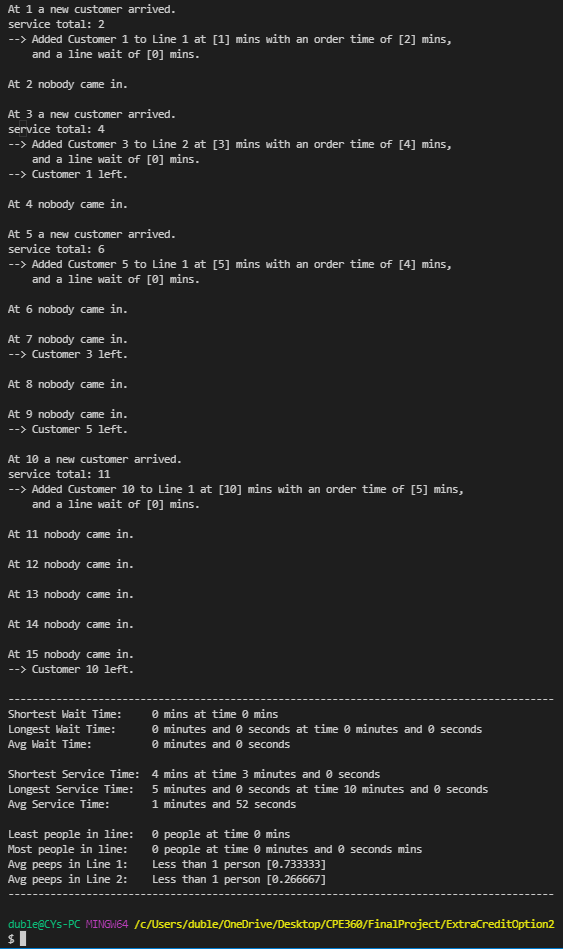 At 1 a new customer arrived.
service total: 2
--> Added Customer 1 to Line 1 at [1] mins with an order time of [2] mins,
    and a line wait of [0] mins.
At 2 nobody came in.
At 3 a new customer arrived.
service total: 4
--> Added Customer 3 to Line 2 at [3] mins with an order time of [4] mins,
    and a line wait of [0] mins.
--> Customer 1 left.
At 4 nobody came in.
At 5 a new customer arrived.
service total: 6
--> Added Customer 5 to Line 1 at [5] mins with an order time of [4] mins,
    and a line wait of [0] mins.
At 6 nobody came in.
At 7 nobody came in.
--> Customer 3 left.
At 8 nobody came in.
At 9 nobody came in.
--> Customer 5 left.
At 10 a new customer arrived.
service total: 11
--> Added Customer 10 to Line 1 at [10] mins with an order time of [5] mins,
    and a line wait of [0] mins.
At 11 nobody came in.
At 12 nobody came in.
At 13 nobody came in.
At 14 nobody came in.
At 15 nobody came in.
--> Customer 10 left.
-------------------------------------------------------------------------------------------
Shortest Wait Time:     0 mins at time 0 mins
Longest Wait Time:      0 minutes and 0 seconds at time 0 minutes and 0 seconds
Avg Wait Time:          0 minutes and 0 seconds
Shortest Service Time:  4 mins at time 3 minutes and 0 seconds
Longest Service Time:   5 minutes and 0 seconds at time 10 minutes and 0 seconds
Avg Service Time:       1 minutes and 52 seconds
Least people in line:   0 people at time 0 mins
Most people in line:    0 people at time 0 minutes and 0 seconds mins
Avg peeps in Line 1:    Less than 1 person [0.733333]
Avg peeps in Line 2:    Less than 1 person [0.266667]
-------------------------------------------------------------------------------------------
duble@CYs-PC MINGW64 /c/Users/duble/OneDrive/Desktop/CPE360/FinalProject/ExtraCreditOption2
$